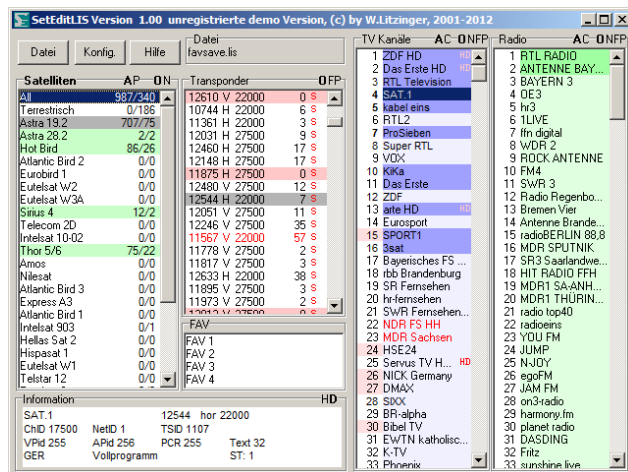 SetEditLIS Version 1.00 unregistrierte demo Version, (c) by W.Litzinger, 2001-2012
Datei
Konfig.
Hilfe
Datei
favsave.lis
Satelliten AP ON
All 987/340
Terrestrisch 0/186
Astra 19.2 707/75
Astra 28.2 2/2
Hot Bird 86/26
Atlantic Bird 2 0/0
Eurobird 1 0/0
Eutelsat W2 0/0
Eutelsat W3A 0/0
Sirius 4 12/2
Telecom 2D 0/0
Intelsat 10-02 0/0
Thor 5/6 75/22
Amos 0/0
Nilesat 0/0
Atlantic Bird 3 0/0
Express A3 0/0
Atlantic Bird 1 0/0
Intelsat 903 0/1
Hellas Sat 2 0/0
Hispasat 1 0/0
Eutelsat W1 0/0
Telstar 12 0/0
Transponder OFP
12610 V 22000 0 S
10744 H 22000 6 S
11361 H 22000 3 S
12031 H 27500 9 S
12460 H 27500 17 S
12148 H 27500 17 S
11875 H 27500 0 S
12480 V 27500 12 S
12544 H 22000 7 S
12051 V 27500 11 S
12246 V 27500 35 S
11567 V 22000 57 S
11778 V 27500 2 S
11817 V 27500 3 S
12633 H 22000 38 S
11895 V 27500 3 S
11973 V 27500 2 S
FAV
FAV 1
FAV 2
FAV 3
FAV 4
Information HD
SAT.1 12544 hor 22000
ChID 17500 NetID 1 TSID 1107
VPid 255 APid 256 PCR 255 Text 32
GER Vollprogramm ST: 1
TV Kanäle AC ONFP
1 ZDF HD HD
2 Das Erste HD HD
3 RTL Television
4 SAT.1
5 kabel eins
6 RTL2
7 ProSieben
8 Super RTL
9 VOX
10 KiKa
11 Das Erste
12 ZDF
13 arte HD HD
14 Eurosport
15 SPORT1
16 3sat
17 Bayerisches FS ...
18 rbb Brandenburg
19 SR Fernsehen
20 hr-fernsehen
21 SWR Fernsehen...
22 NDR FS HH
23 MDR Sachsen
24 HSE24
25 Servus TV H... HD
26 NICK Germany
27 DMAX
28 SIXX
29 BR-alpha
30 Bibel TV
31 EWTN katholisc...
32 K-TV
33 Phoenix
Radio AC ONFP
1 RTL RADIO
2 ANTENNE BAY...
3 BAYERN 3
4 OE3
5 hr3
6 1LIVE
7 ffn digital
8 WDR 2
9 ROCK ANTENNE
10 FM4
11 SWR 3
12 Radio Regenbo...
13 Bremen Vier
14 Antenne Brande...
15 radioBERLIN 88,8
16 MDR SPUTNIK
17 SR3 Saarlandwe...
18 HIT RADIO FFH
19 MDR1 SA-ANH...
20 MDR1 THÜRIN...
21 radio top40
22 radioeins
23 YOU FM
24 JUMP
25 N-JOY
26 egoFM
27 JAM FM
28 on3-radio
29 harmony.fm
30 planet radio
31 DASDING
32 Fritz
33 sunshine live